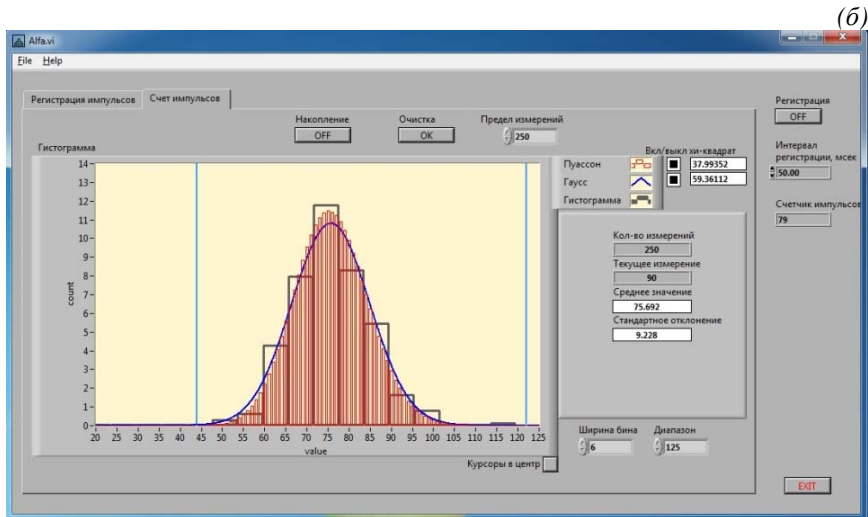 (б)
Alfa.vi
File Help
Регистрация импульсов Счет импульсов
Накопление Очистка Предел измерений
OFF OK 250
Регистрация
OFF
Интервал
регистрации, мсек
50.00
Счетчик импульсов
79
Гистограмма
Вкл/выкл хи-квадрат
Пуассон 37.99352
Гаусс 59.36112
Гистограмма
Кол-во измерений
250
Текущее измерение
90
Среднее значение
75.692
Стандартное отклонение
9.228
14
13
12
11
10
9
8
7
6
5
4
3
2
1
0
count
20 25 30 35 40 45 50 55 60 65 70 75 80 85 90 95 100 105 110 115 120 125
value
Ширина бина Диапазон
6 125
Курсоры в центр
EXIT